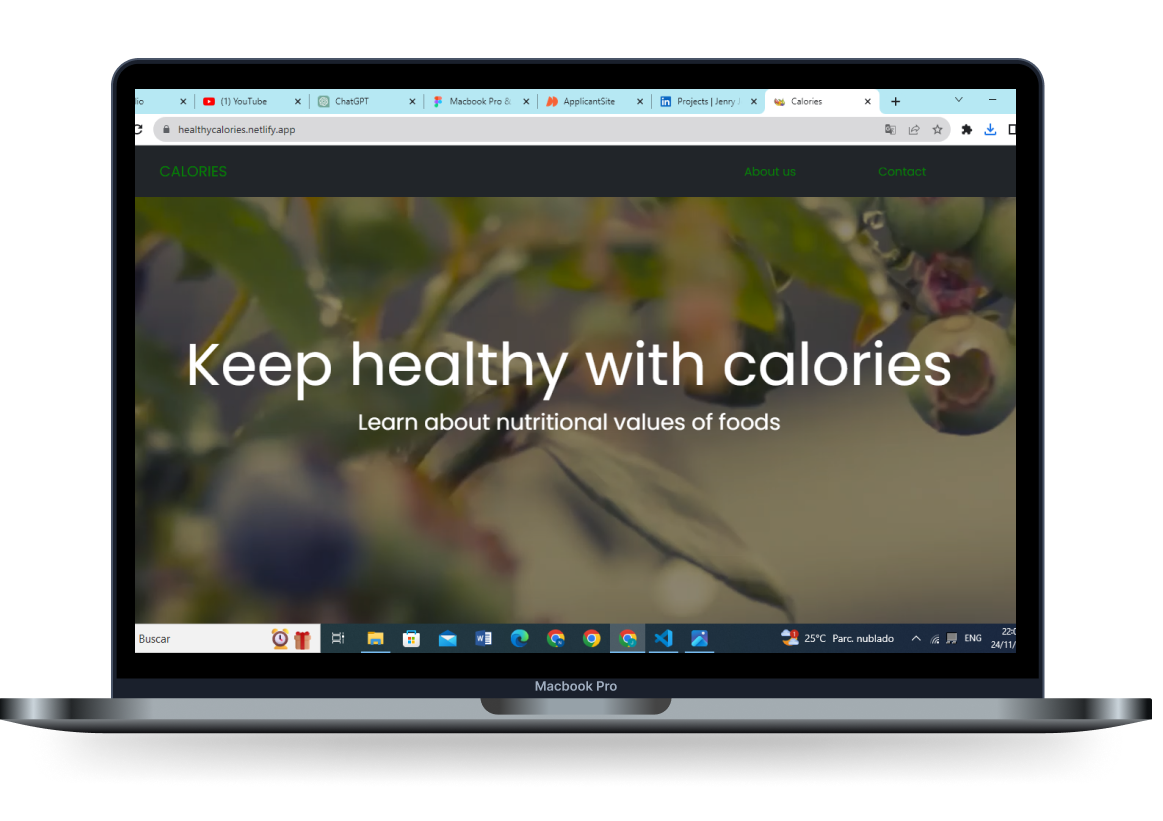 lio (1) YouTube ChatGPT Macbook Pro & ApplicantSite Projects | Jenry Calories
healthycalories.netlify.app
CALORIES About us Contact
Keep healthy with calories
Learn about nutritional values of foods
Buscar 25°C Parc. nublado ENG 22:0
24/11/
Macbook Pro